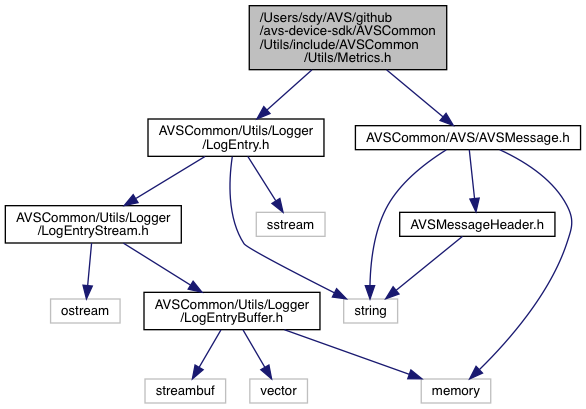 /Users/sdy/AVS/github
/avs-device-sdk/AVSCommon
/Utils/include/AVSCommon
/Utils/Metrics.h
AVSCommon/Utils/Logger
/LogEntry.h
AVSCommon/AVS/AVSMessage.h
AVSCommon/Utils/Logger
/LogEntryStream.h
sstream
AVSMessageHeader.h
ostream
AVSCommon/Utils/Logger
/LogEntryBuffer.h
string
streambuf
vector
memory